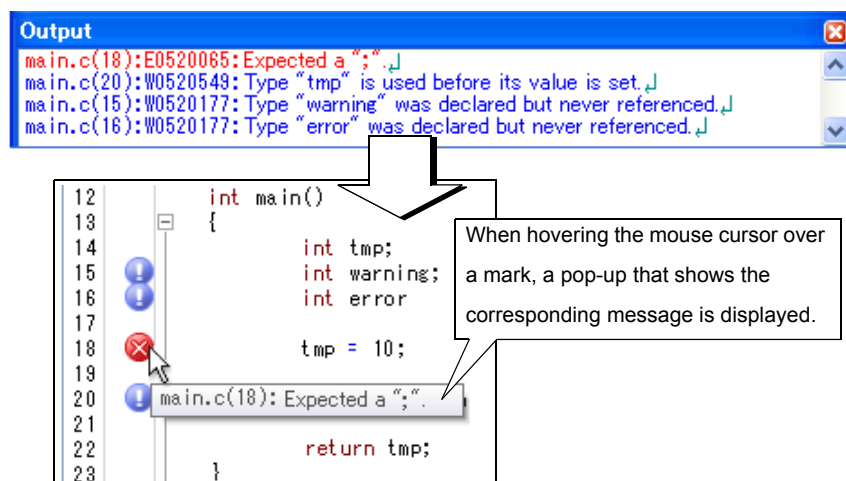 Output
main.c(18):E0520065:Expected a ";".
main.c(20):W0520549:Type "tmp" is used before its value is set.
main.c(15):W0520177:Type "warning" was declared but never referenced.
main.c(16):W0520177:Type "error" was declared but never referenced.
12 int main()
13 {
14 int tmp;
15 int warning;
16 int error
17
18 tmp = 10;
19
20
main.c(18): Expected a ";".
21
22 return tmp;
23 }
When hovering the mouse cursor over
a mark, a pop-up that shows the
corresponding message is displayed.